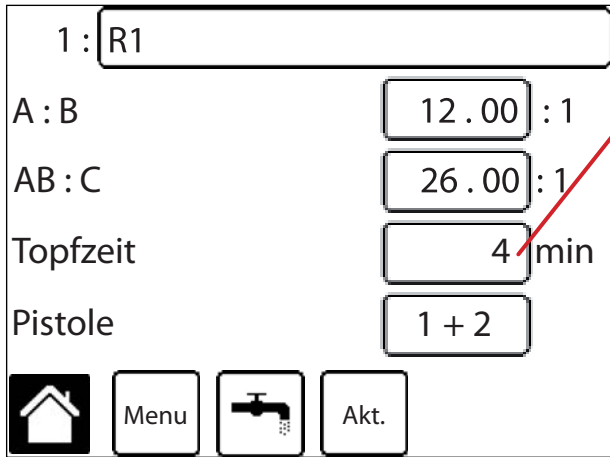 1 : R1
A : B 12 . 00 : 1
AB : C 26 . 00 : 1
Topfzeit 4 min
Pistole 1 + 2
Menu Akt.